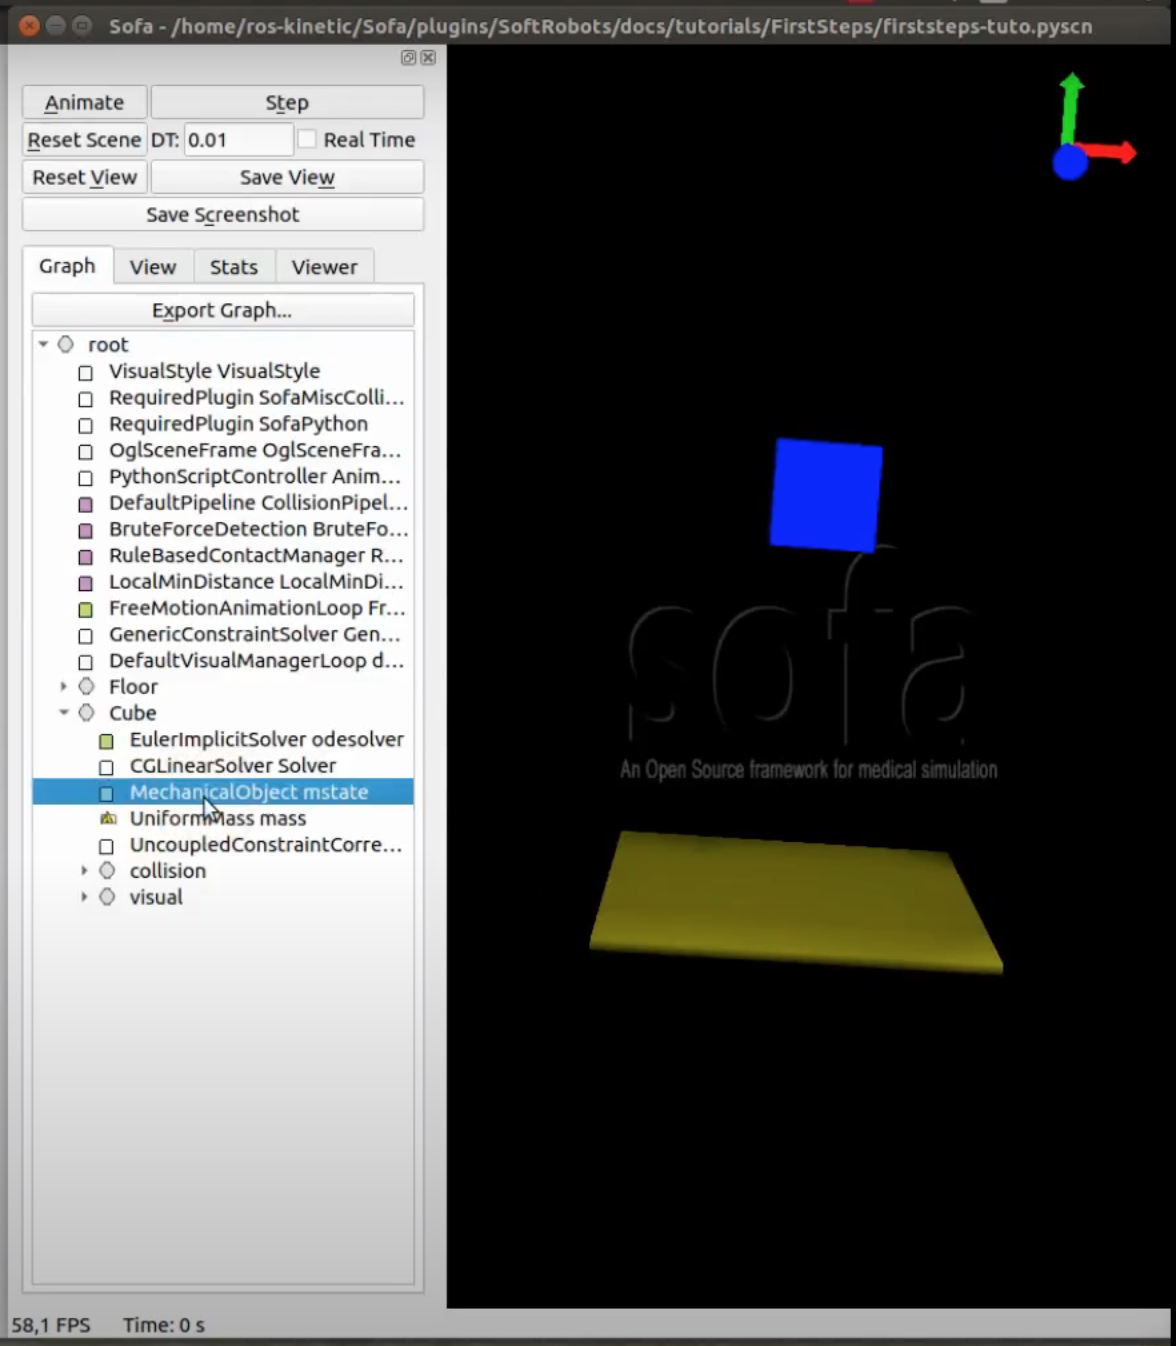 Sofa - /home/ros-kinetic/Sofa/plugins/SoftRobots/docs/tutorials/FirstSteps/firststeps-tuto.pyscn
Animate Step
Reset Scene DT: 0.01 Real Time
Reset View Save View
Save Screenshot
Graph View Stats Viewer
Export Graph...
root
VisualStyle VisualStyle
RequiredPlugin SofaMiscColli...
RequiredPlugin SofaPython
OglSceneFrame OglSceneFra...
PythonScriptController Anim...
DefaultPipeline CollisionPipel...
BruteForceDetection BruteFo...
RuleBasedContactManager R...
LocalMinDistance LocalMinDi...
FreeMotionAnimationLoop Fr...
GenericConstraintSolver Gen...
DefaultVisualManagerLoop d...
Floor
Cube
EulerImplicitSolver odesolver
CGLinearSolver Solver
MechanicalObject mstate
UniformMass mass
UncoupledConstraintCorre...
collision
visual
sofa
An Open Source framework for medical simulation
58,1 FPS Time: 0 s